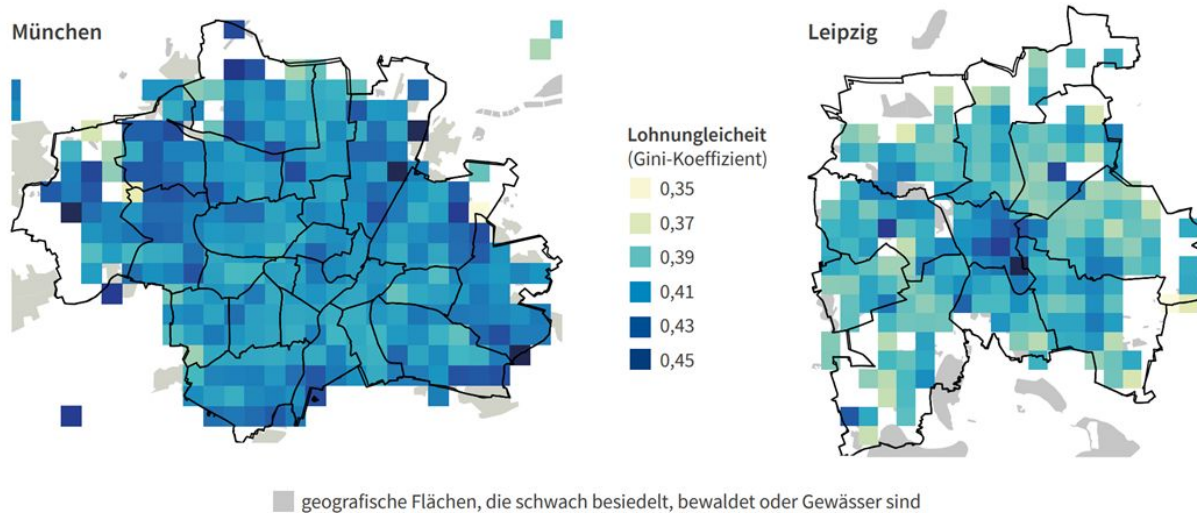 München
Leipzig
Lohnungleicheit
(Gini-Koeffizient)
0,35
0,37
0,39
0,41
0,43
0,45
geografische Flächen, die schwach besiedelt, bewaldet oder Gewässer sind